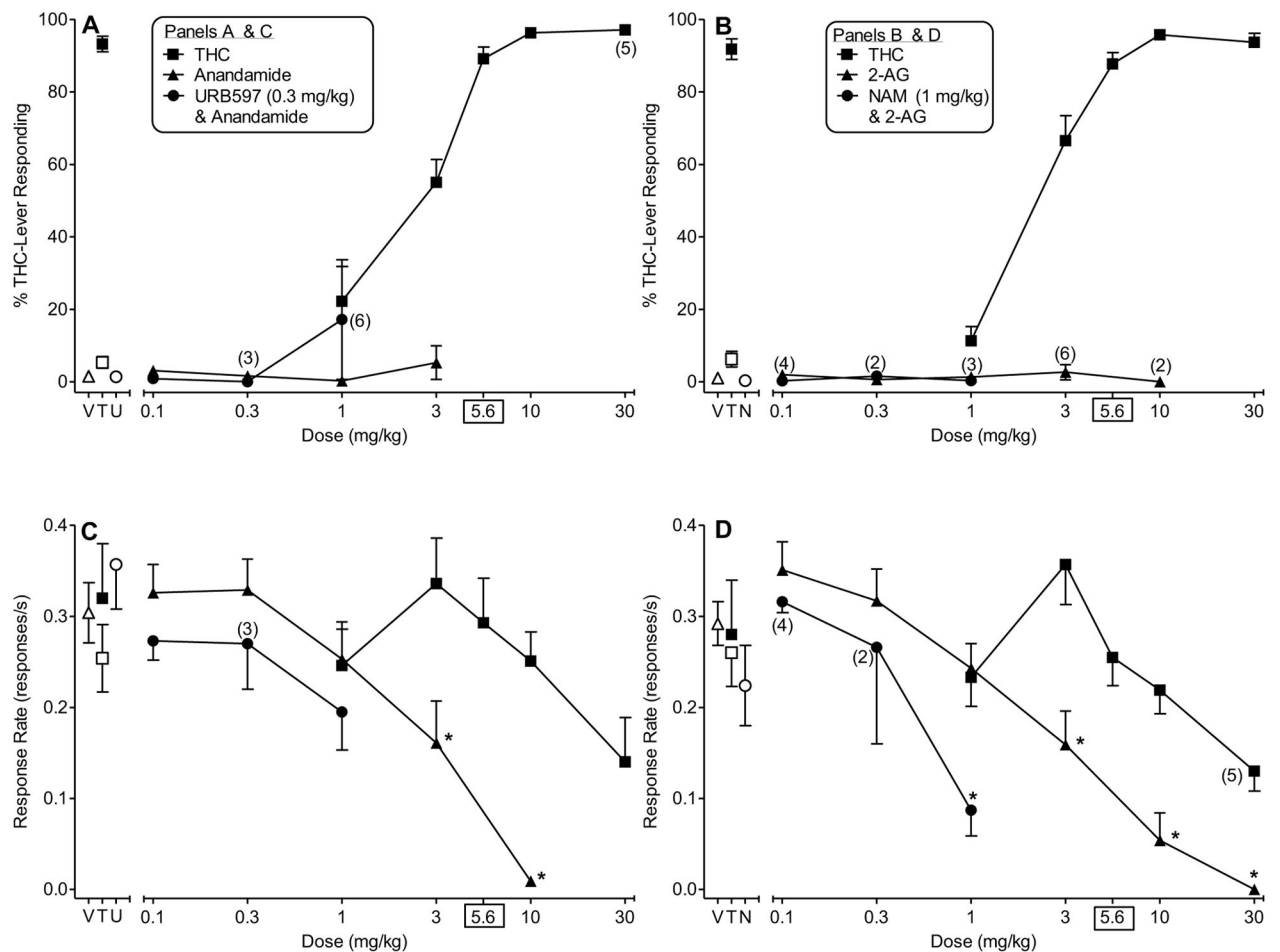 A
Panels A & C
THC
Anandamide
URB597 (0.3 mg/kg)
& Anandamide
% THC-Lever Responding
100
80
60
40
20
0
(3)
(6)
(5)
V T U
0.1 0.3 1 3 5.6 10 30
Dose (mg/kg)
B
Panels B & D
THC
2-AG
NAM (1 mg/kg)
& 2-AG
% THC-Lever Responding
100
80
60
40
20
0
(4) (2) (3) (6) (2)
V T N
0.1 0.3 1 3 5.6 10 30
Dose (mg/kg)
C
Response Rate (responses/s)
0.4
0.3
0.2
0.1
0.0
(3)
*
*
V T U
0.1 0.3 1 3 5.6 10 30
Dose (mg/kg)
D
Response Rate (responses/s)
0.4
0.3
0.2
0.1
0.0
(4)
(2)
*
*
(5)
*
*
V T N
0.1 0.3 1 3 5.6 10 30
Dose (mg/kg)